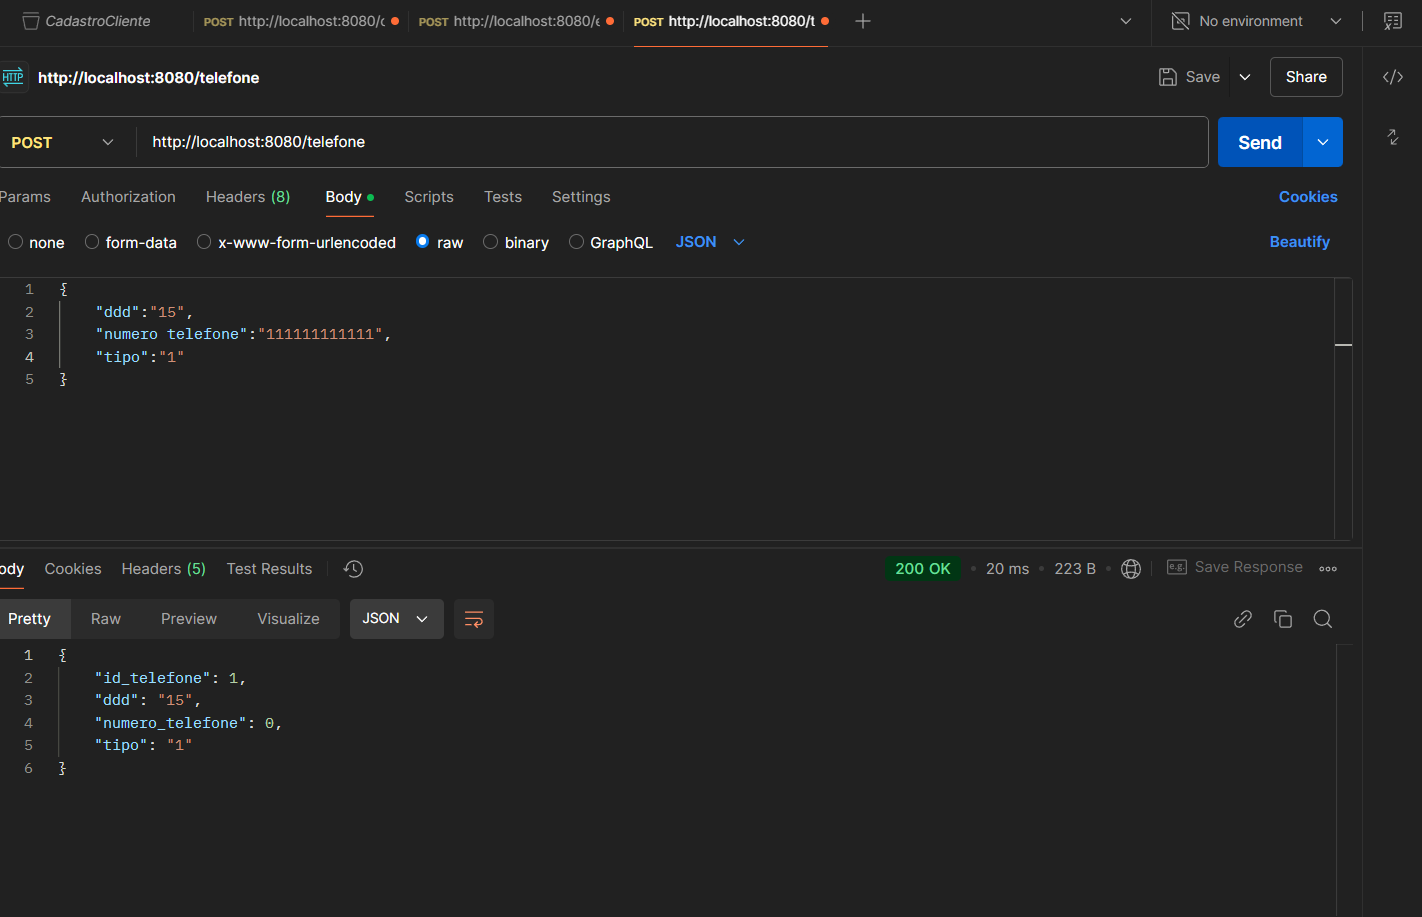 CadastroCliente POST http://localhost:8080/c POST http://localhost:8080/e POST http://localhost:8080/t No environment
HTTP http://localhost:8080/telefone Save Share
POST http://localhost:8080/telefone Send
Params Authorization Headers (8) Body Scripts Tests Settings Cookies
none form-data x-www-form-urlencoded raw binary GraphQL JSON Beautify
1 {
2 "ddd":"15",
3 "numero telefone":"111111111111",
4 "tipo":"1"
5 }
ody Cookies Headers (5) Test Results 200 OK • 20 ms • 223 B • e.g. Save Response
Pretty Raw Preview Visualize JSON
1 {
2 "id_telefone": 1,
3 "ddd": "15",
4 "numero_telefone": 0,
5 "tipo": "1"
6 }